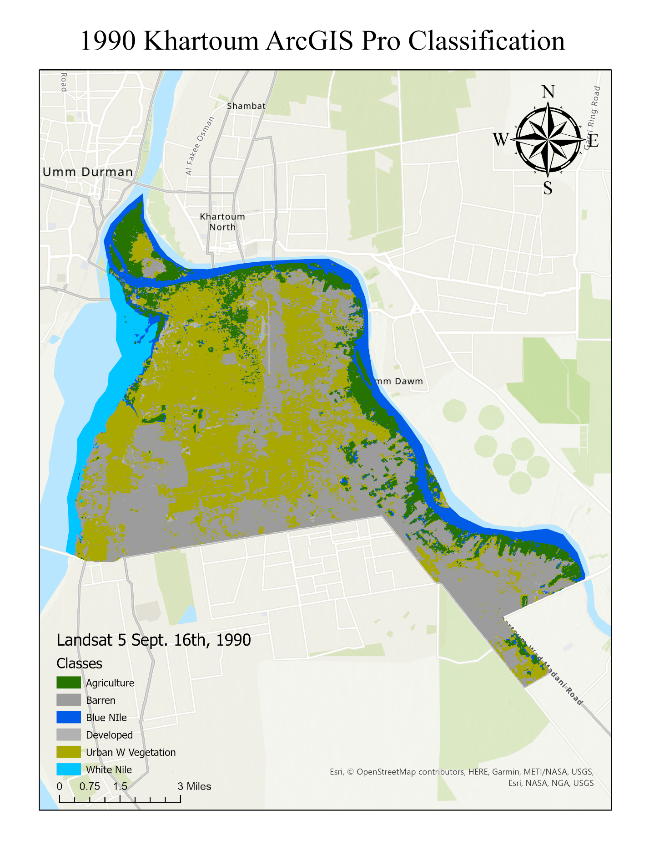 1990 Khartoum ArcGIS Pro Classification
Road
Shambat
N
Ring Road
Al Fakee Osman
W
E
Umm Durman
S
Khartoum
North
mm Dawm
Madani-Road
Landsat 5 Sept. 16th, 1990
Classes
Agriculture
Barren
Blue NIle
Developed
Urban W Vegetation
White Nile
0 0.75 1.5 3 Miles
Esri, © OpenStreetMap contributors, HERE, Garmin, METI/NASA, USGS,
Esri, NASA, NGA, USGS